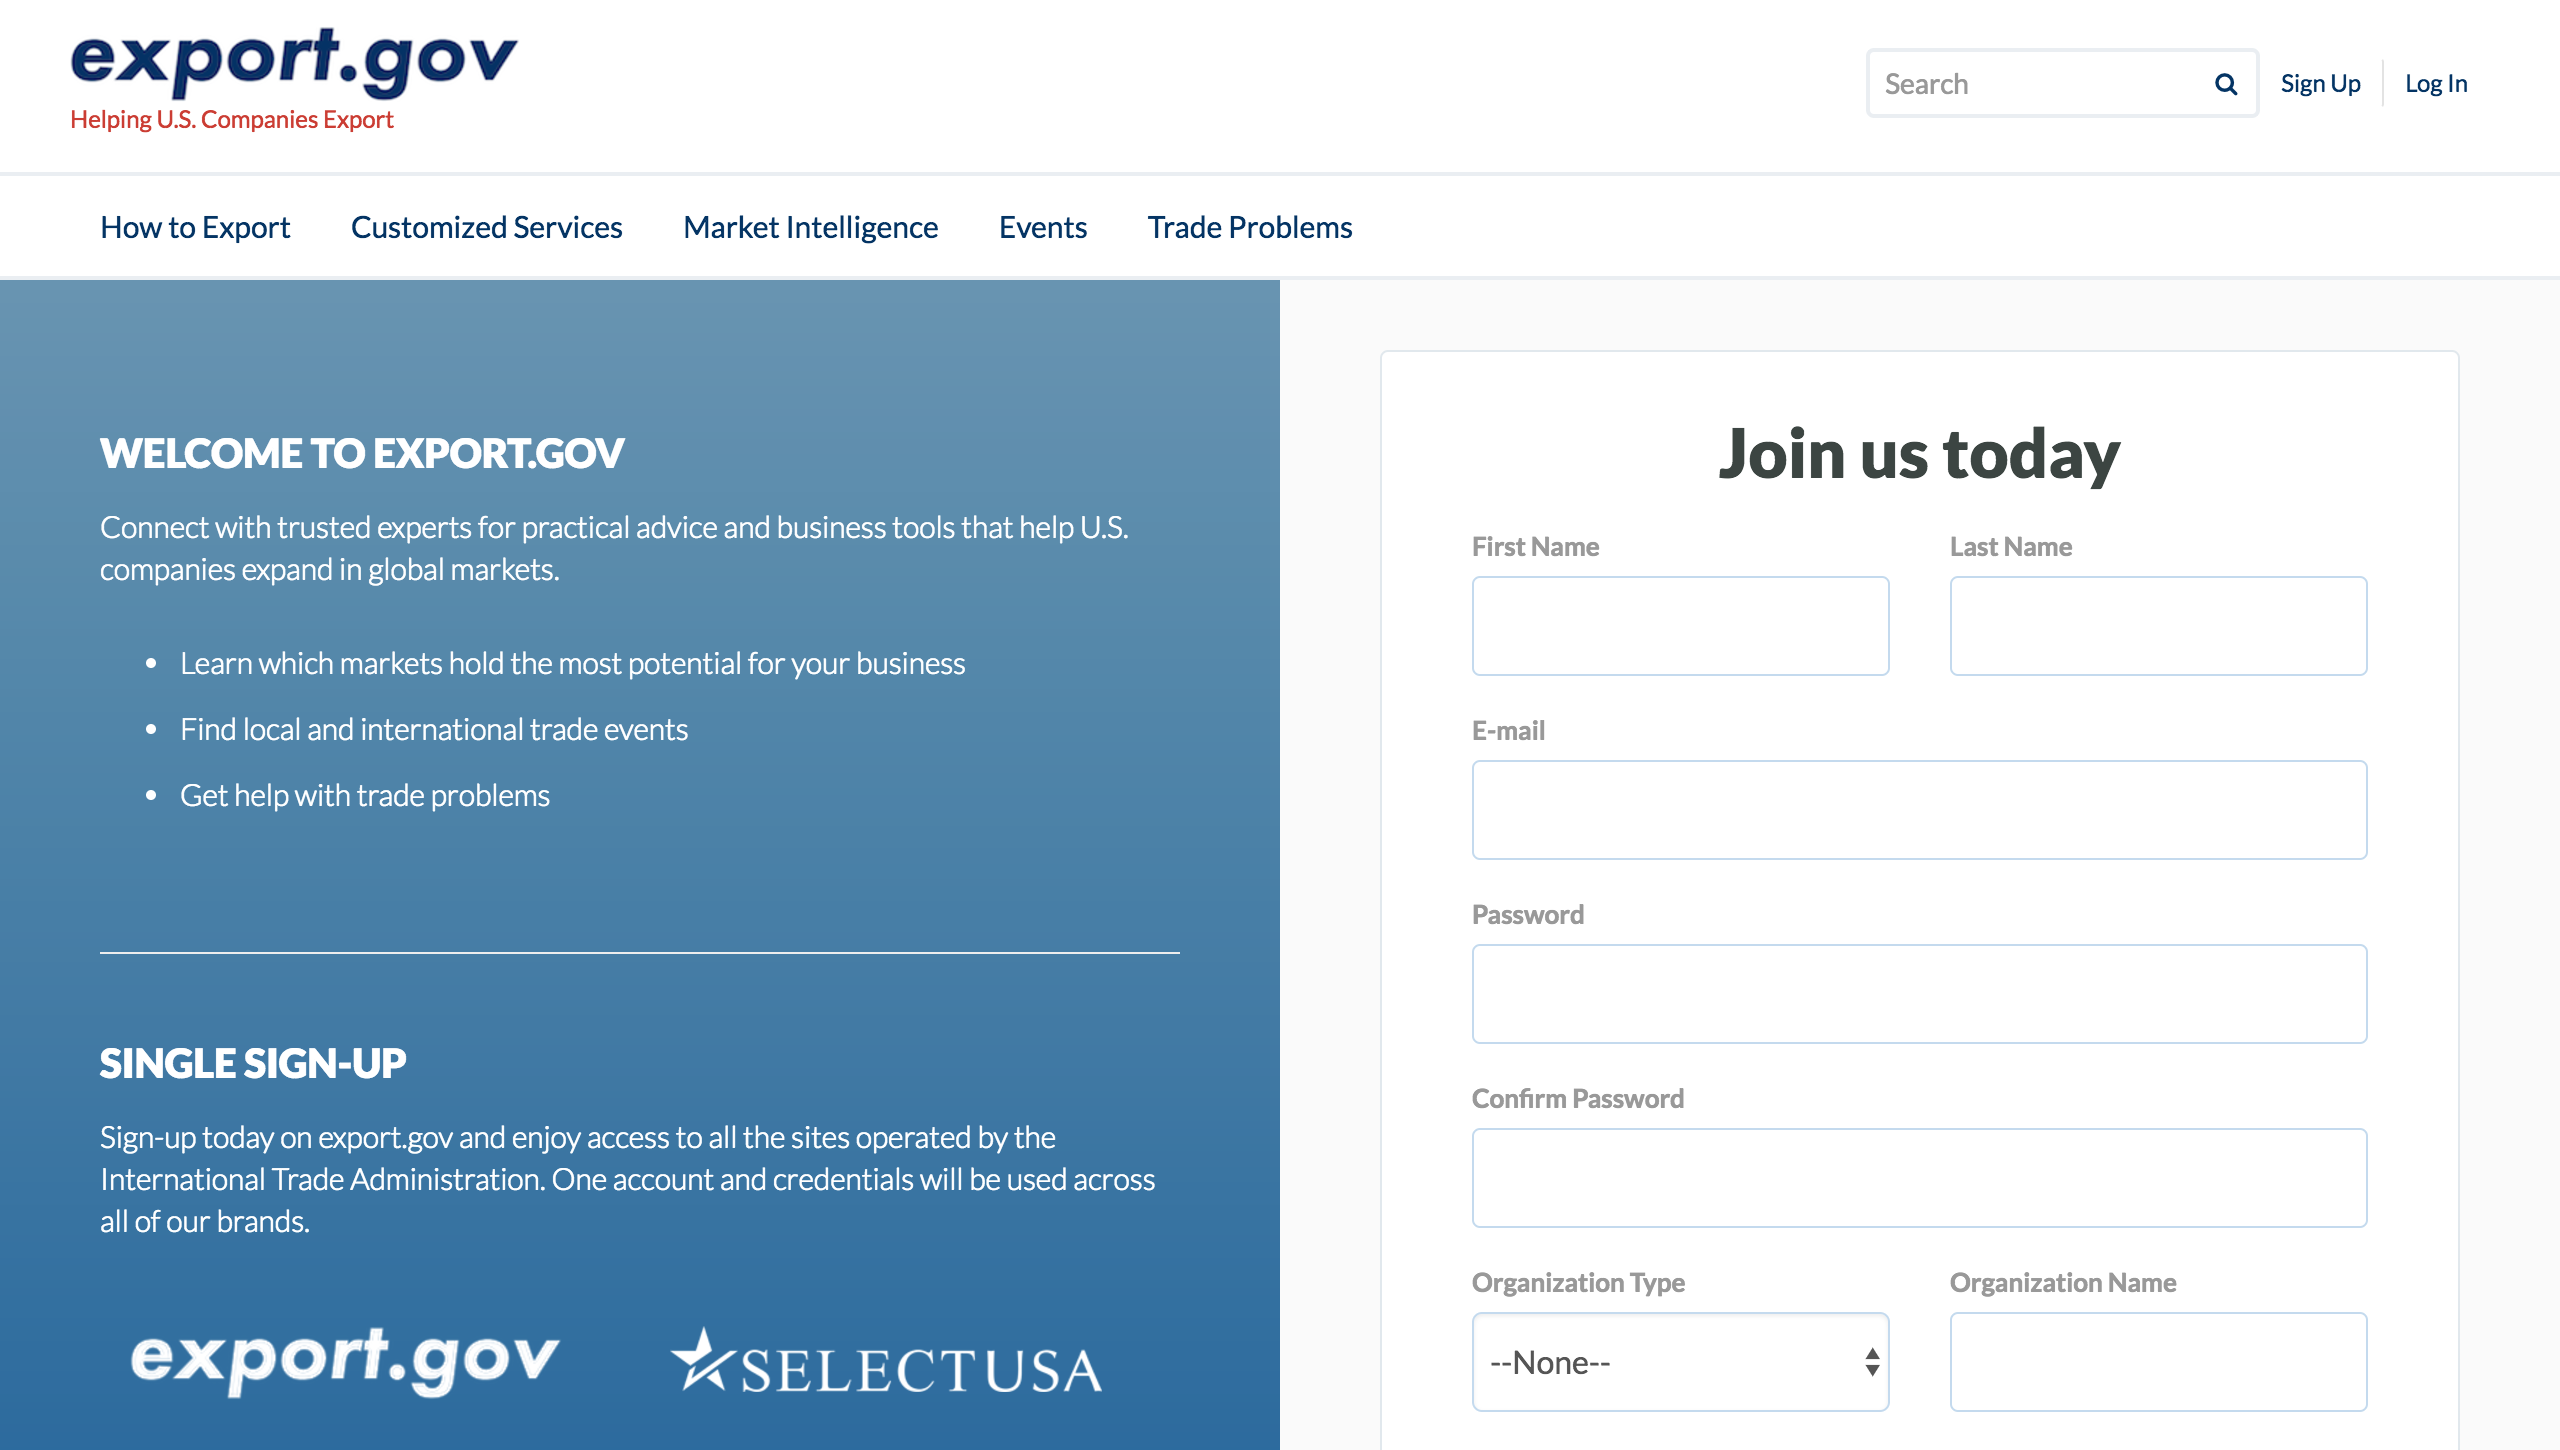 export.gov
Helping U.S. Companies Export
Search
Sign Up
Log In
How to Export
Customized Services
Market Intelligence
Events
Trade Problems
WELCOME TO EXPORT.GOV
Connect with trusted experts for practical advice and business tools that help U.S.
companies expand in global markets.
• Learn which markets hold the most potential for your business
• Find local and international trade events
• Get help with trade problems
SINGLE SIGN-UP
Sign-up today on export.gov and enjoy access to all the sites operated by the
International Trade Administration. One account and credentials will be used across
all of our brands.
export.gov
SELECTUSA
Join us today
First Name
Last Name
E-mail
Password
Confirm Password
Organization Type
Organization Name
--None--